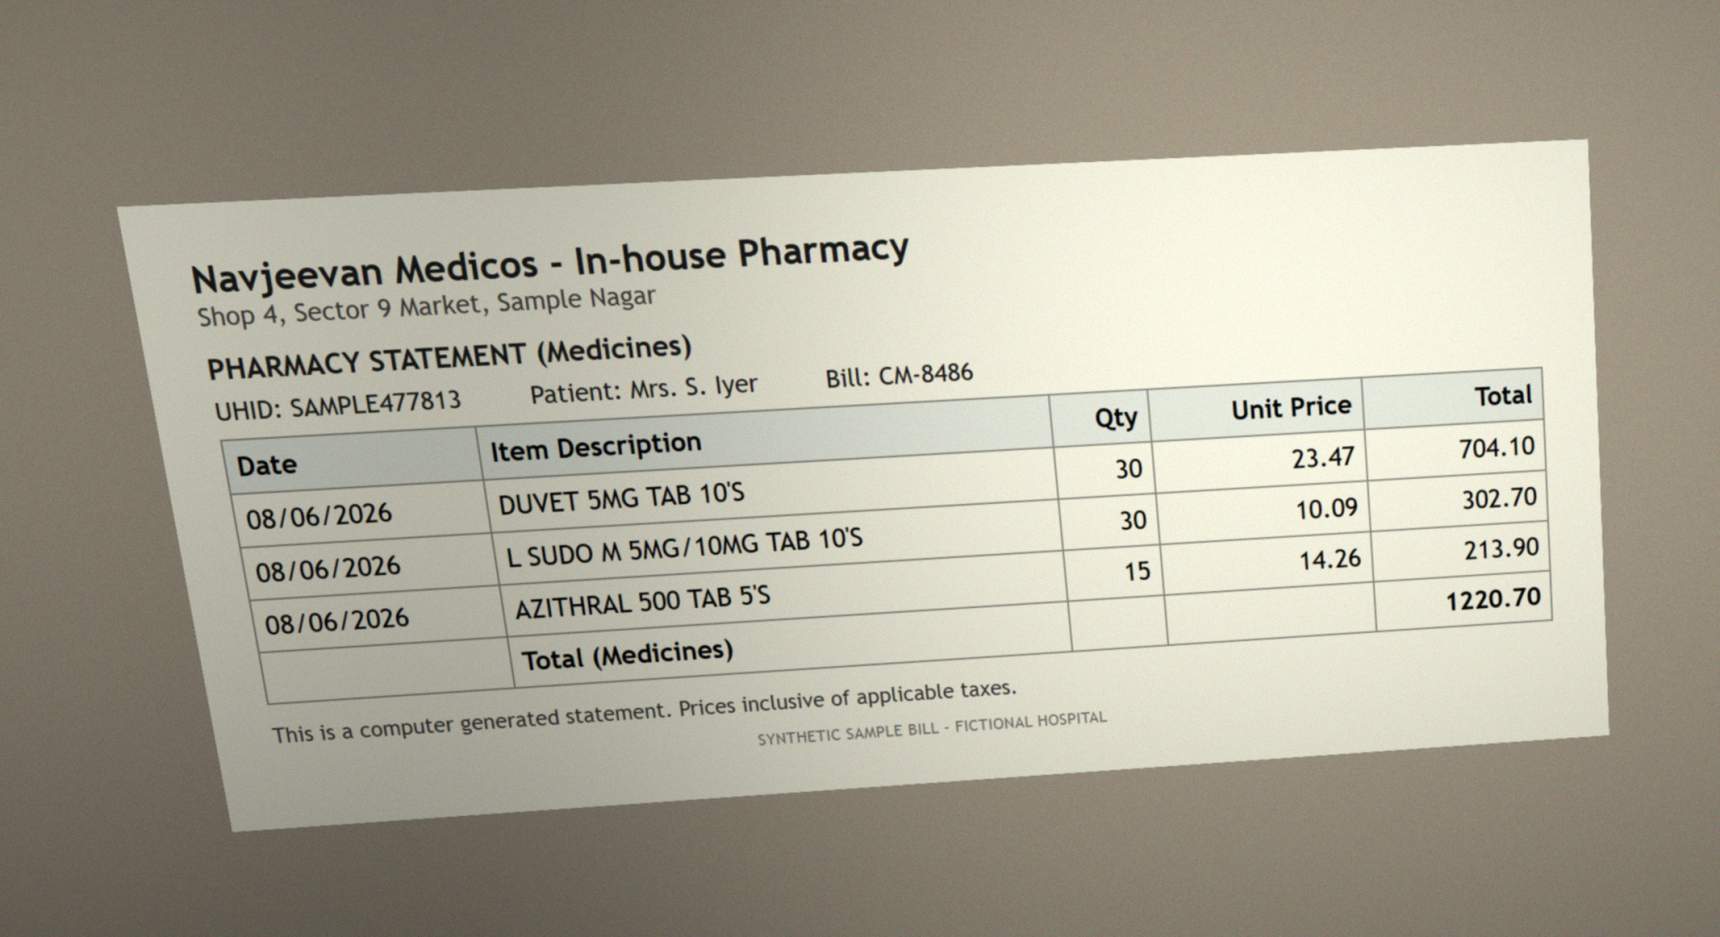 Navjeevan Medicos - In-house Pharmacy
Shop 4, Sector 9 Market, Sample Nagar
PHARMACY STATEMENT (Medicines)
UHID: SAMPLE477813 Patient: Mrs. S. Iyer Bill: CM-8486
Date Item Description Qty Unit Price Total
08/06/2026 DUVET 5MG TAB 10'S 30 23.47 704.10
08/06/2026 L SUDO M 5MG/10MG TAB 10'S 30 10.09 302.70
08/06/2026 AZITHRAL 500 TAB 5'S 15 14.26 213.90
Total (Medicines) 1220.70
This is a computer generated statement. Prices inclusive of applicable taxes.
SYNTHETIC SAMPLE BILL - FICTIONAL HOSPITAL